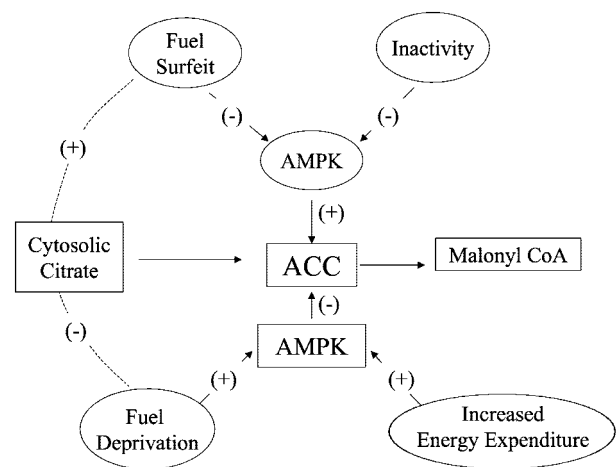 Fuel
Surfeit
Inactivity
(-)
(-)
(+)
AMPK
(+)
Cytosolic
Citrate
ACC
Malonyl CoA
(-)
(-)
AMPK
(+)
(+)
Fuel
Deprivation
Increased
Energy Expenditure